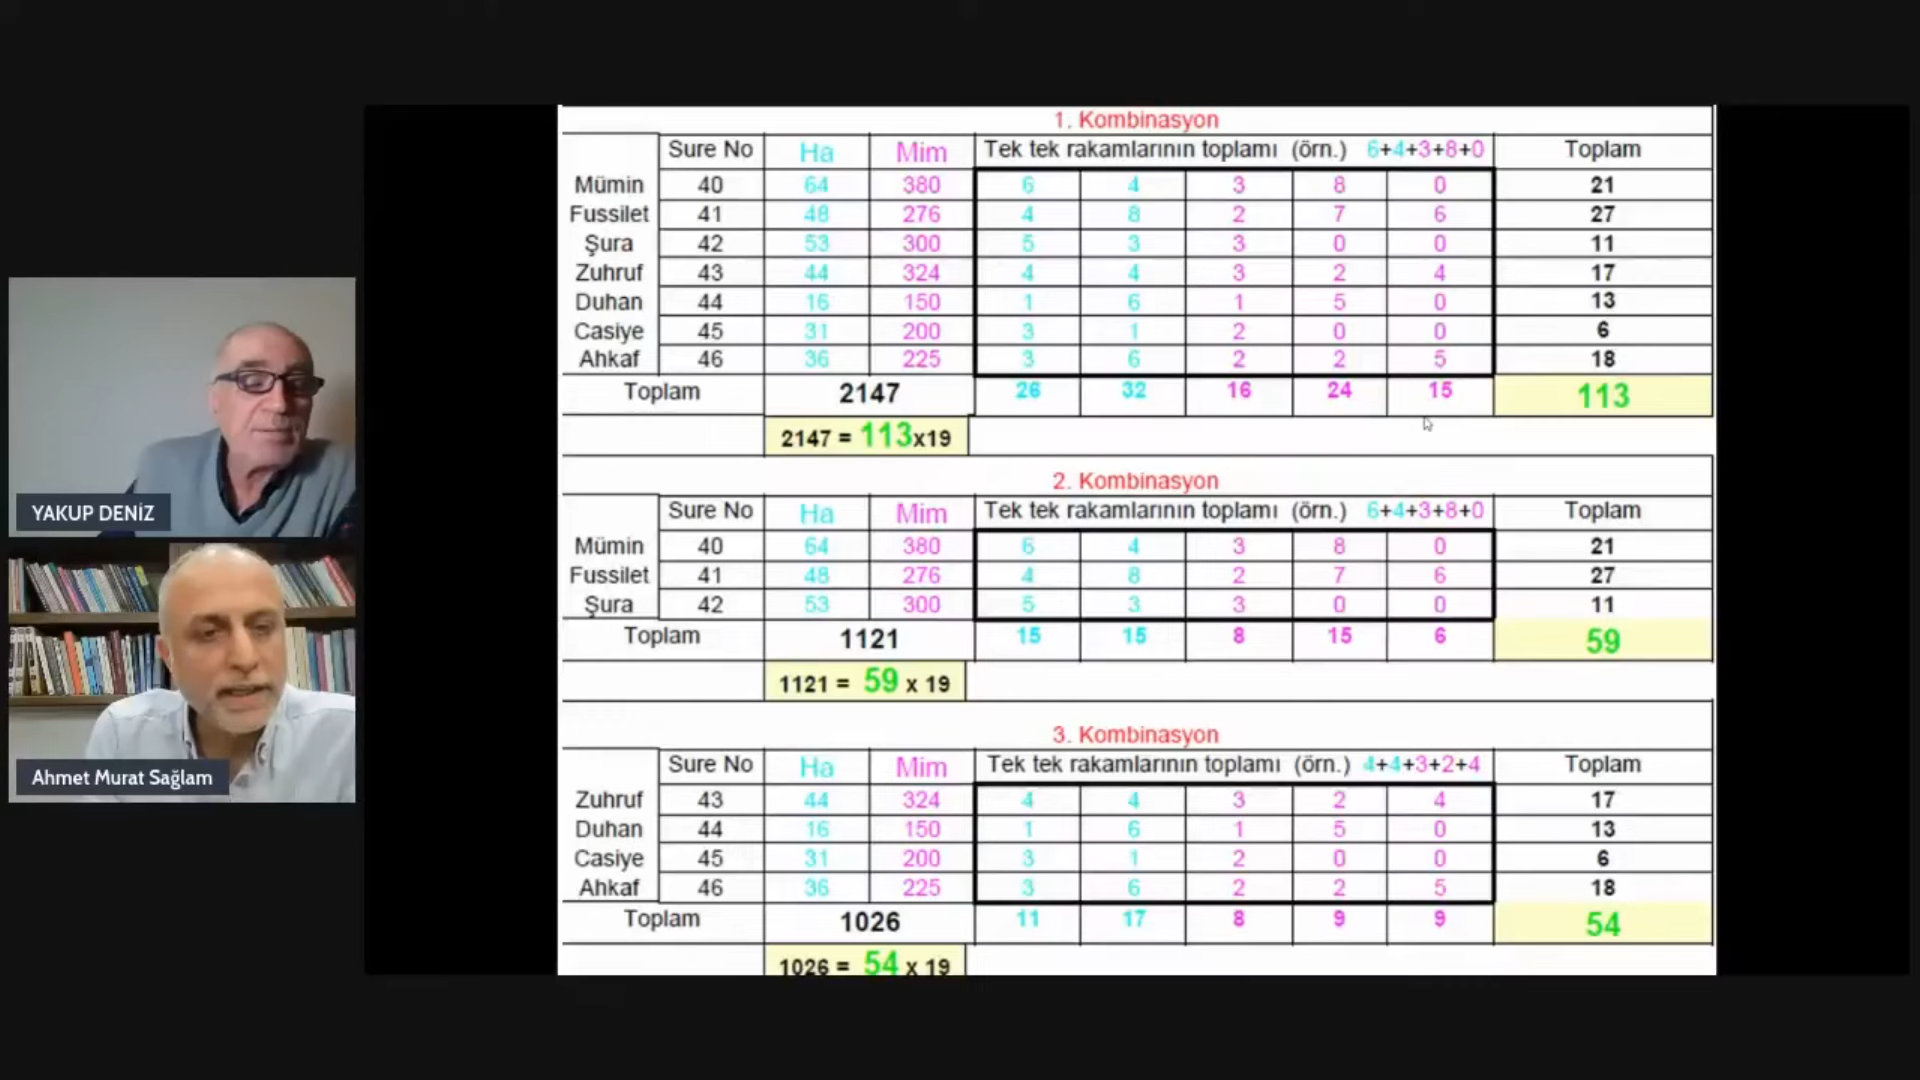 1. Kombinasyon
Sure No Ha Mim Tek tek rakamlarının toplamı (örn.) 6+4+3+8+0 Toplam
Mümin 40 64 380 6 4 3 8 0 21
Fussilet 41 48 276 4 8 2 7 6 27
Şura 42 53 300 5 3 3 0 0 11
Zuhruf 43 44 324 4 4 3 2 4 17
Duhan 44 16 150 1 6 1 5 0 13
Casiye 45 31 200 3 1 2 0 0 6
Ahkaf 46 36 225 3 6 2 2 5 18
Toplam 2147 26 32 16 24 15 113
2147 = 113x19
2. Kombinasyon
Sure No Ha Mim Tek tek rakamlarının toplamı (örn.) 6+4+3+8+0 Toplam
Mümin 40 64 380 6 4 3 8 0 21
Fussilet 41 48 276 4 8 2 7 6 27
Şura 42 53 300 5 3 3 0 0 11
Toplam 1121 15 15 8 15 6 59
1121 = 59 x 19
3. Kombinasyon
Sure No Ha Mim Tek tek rakamlarının toplamı (örn.) 4+4+3+2+4 Toplam
Zuhruf 43 44 324 4 4 3 2 4 17
Duhan 44 16 150 1 6 1 5 0 13
Casiye 45 31 200 3 1 2 0 0 6
Ahkaf 46 36 225 3 6 2 2 5 18
Toplam 1026 11 17 8 9 9 54
1026 = 54 x 19
YAKUP DENİZ
Ahmet Murat Sağlam